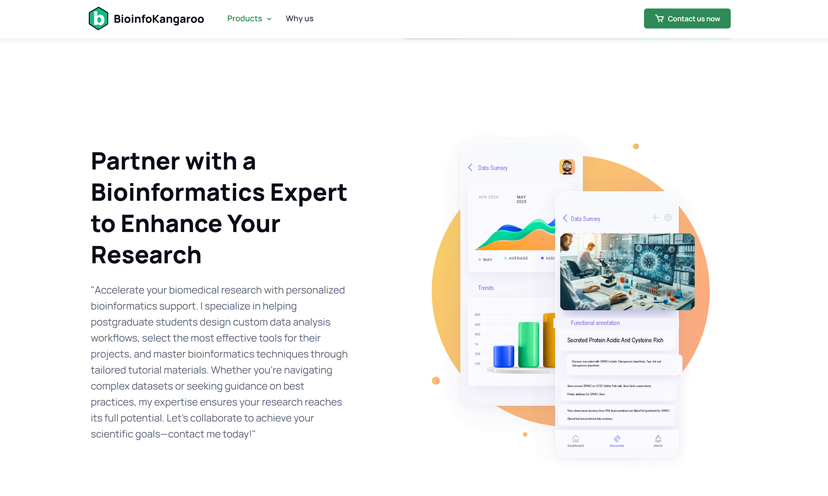 BioinfoKangaroo
Products
Why us
Contact us now
Partner with a
Bioinformatics Expert
to Enhance Your
Research
"Accelerate your biomedical research with personalized
bioinformatics support. I specialize in helping
postgraduate students design custom data analysis
workflows, select the most effective tools for their
projects, and master bioinformatics techniques through
tailored tutorial materials. Whether you're navigating
complex datasets or seeking guidance on best
practices, my expertise ensures your research reaches
its full potential. Let's collaborate to achieve your
scientific goals—contact me today!"
Data Sumary
APR 2020
MAY
2020
MAY
AVERAGE
HIGH
Trends
Data Sumary
Functional annotation
Secreted Protein Acidic And Cysteine Rich
Dashboard
Accounts
Alerts